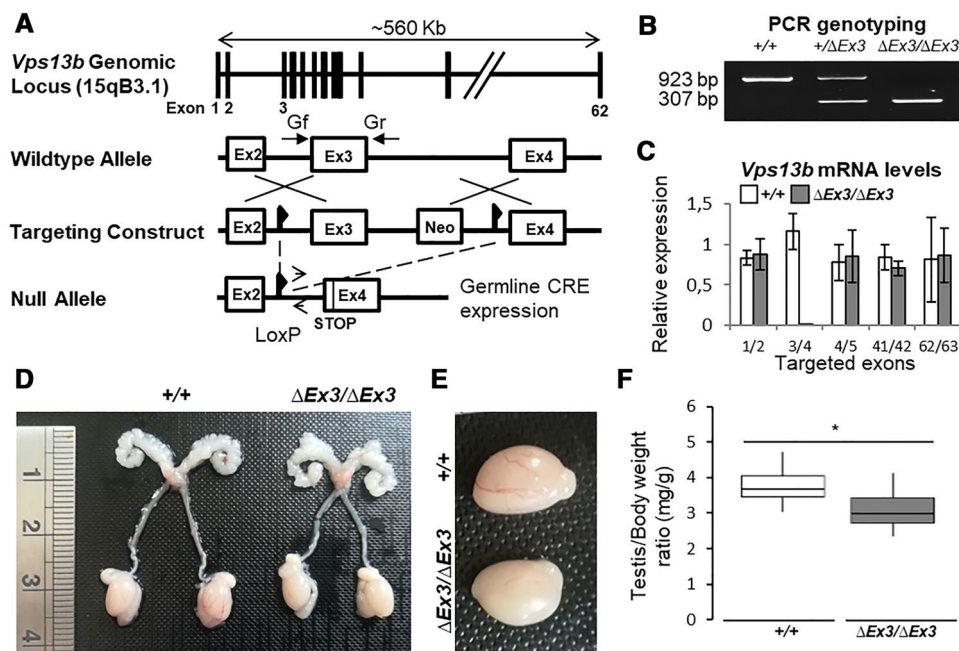 A
~560 Kb
Vps13b Genomic
Locus (15qB3.1)
Exon 1 2 3 62
Gf Gr
Wildtype Allele
Ex2 Ex3 Ex4
Targeting Construct
Ex2 Ex3 Neo Ex4
Null Allele
Ex2 Ex4
Germline CRE
expression
LoxP
STOP
B
PCR genotyping
+/+ +/ΔEx3 ΔEx3/ΔEx3
923 bp
307 bp
C
Vps13b mRNA levels
+/+ ΔEx3/ΔEx3
Relative expression
1,5
1
0,5
0
1/2 3/4 4/5 41/42 62/63
Targeted exons
D
+/+ ΔEx3/ΔEx3
1
2
3
4
E
+/+
ΔEx3/ΔEx3
F
Testis/Body weight
ratio (mg/g)
6
5
4
3
2
1
0
*
+/+ ΔEx3/ΔEx3